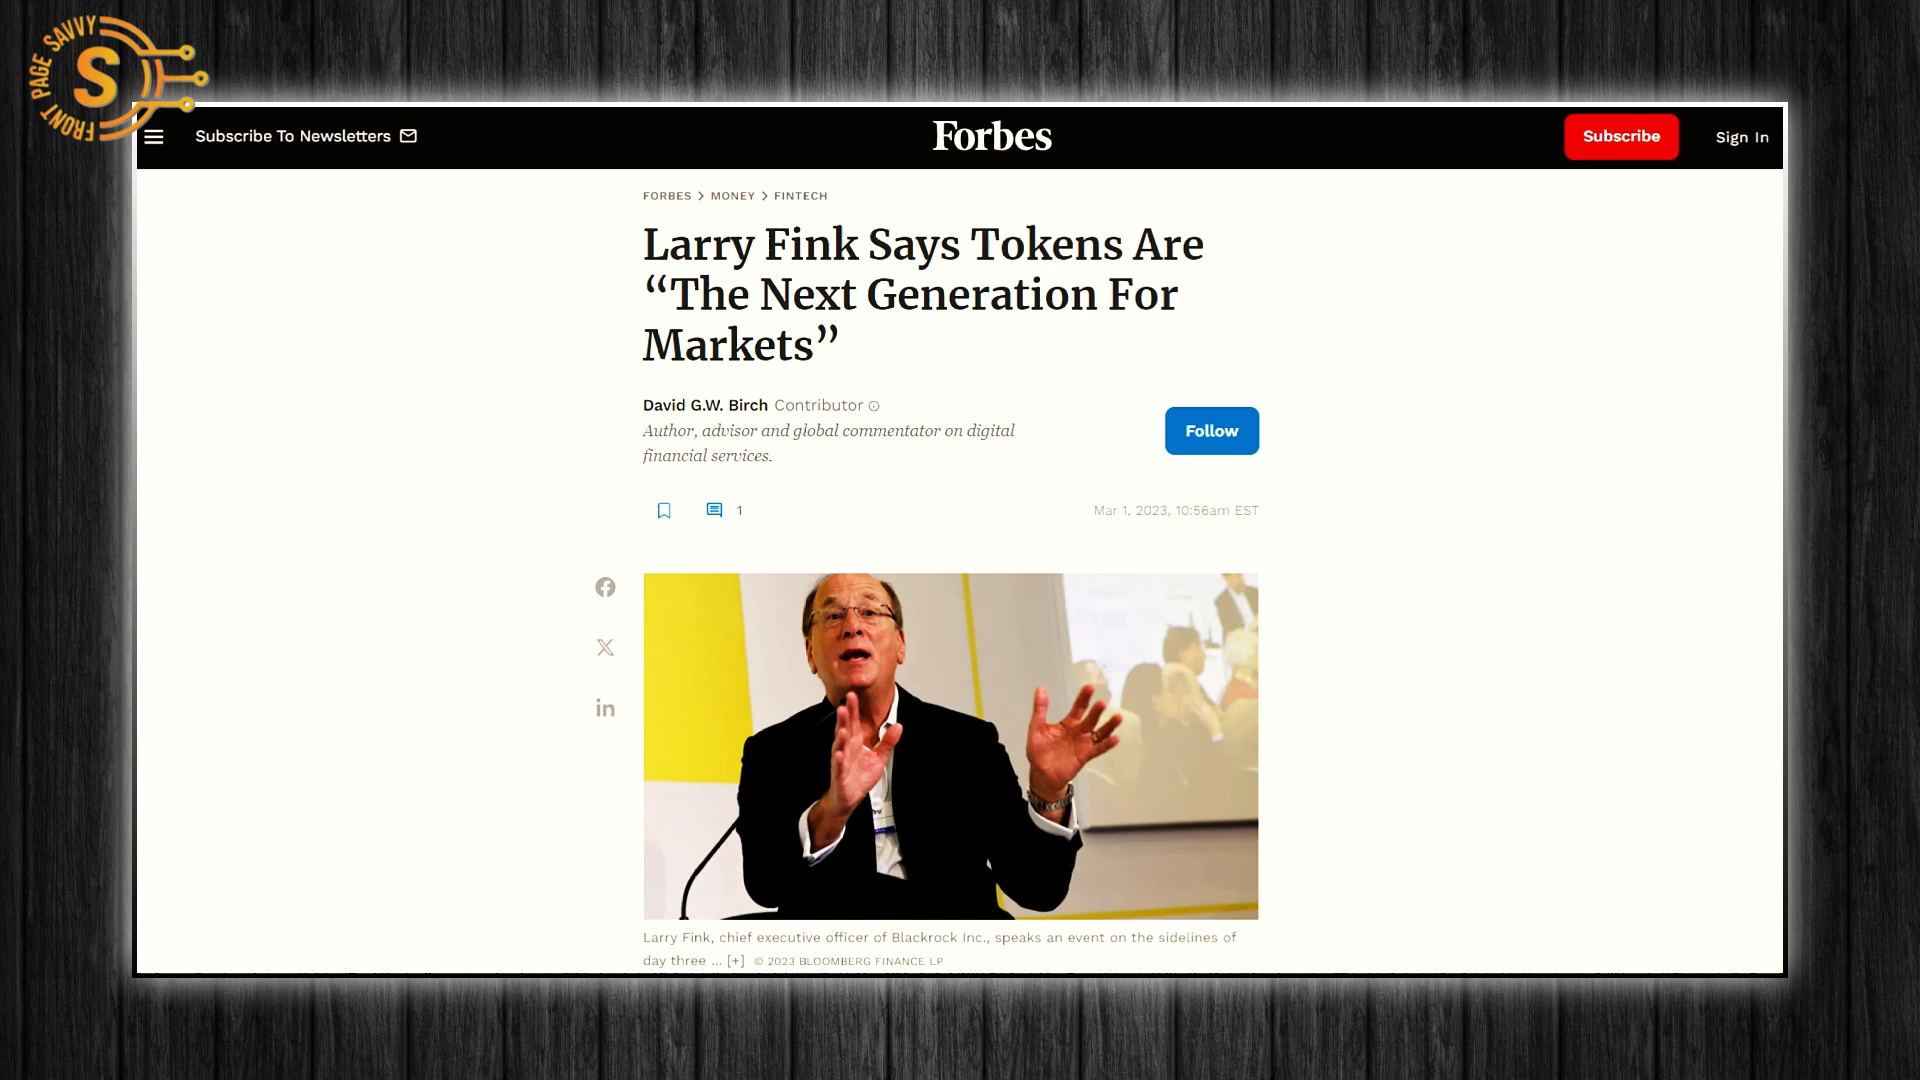 FRONT PAGE SAVVY
S
Subscribe To Newsletters
Forbes
Subscribe
Sign In
FORBES > MONEY > FINTECH
Larry Fink Says Tokens Are
“The Next Generation For
Markets”
David G.W. Birch Contributor
Author, advisor and global commentator on digital
financial services.
Follow
1
Mar 1, 2023, 10:56am EST
Larry Fink, chief executive officer of Blackrock Inc., speaks an event on the sidelines of
day three ... [+] © 2023 BLOOMBERG FINANCE LP